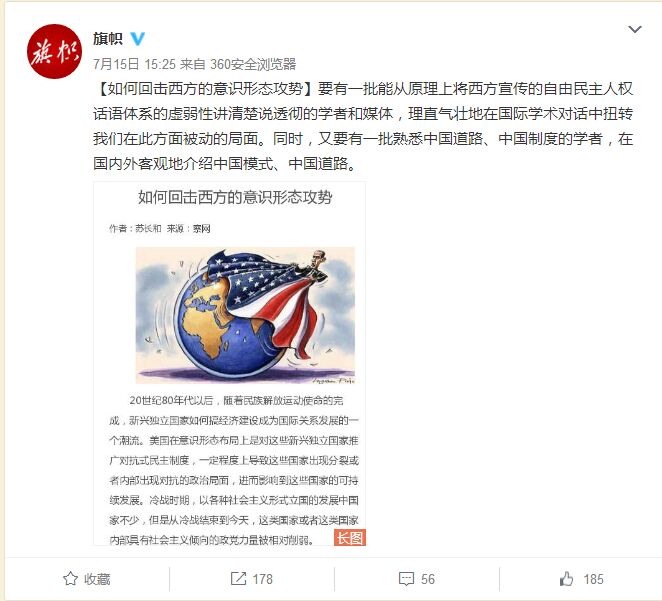 旗帜
旗帜
7月15日 15:25 来自 360安全浏览器
【如何回击西方的意识形态攻势】要有一批能从原理上将西方宣传的自由民主人权
话语体系的虚弱性讲清楚说透彻的学者和媒体，理直气壮地在国际学术对话中扭转
我们在此方面被动的局面。同时，又要有一批熟悉中国道路、中国制度的学者，在
国内外客观地介绍中国模式、中国道路。
如何回击西方的意识形态攻势
作者：苏长和 来源：察网
20世纪80年代以后，随着民族解放运动使命的完
成，新兴独立国家如何搞经济建设成为国际关系发展的一
个潮流。美国在意识形态布局上是对这些新兴独立国家推
广对抗式民主制度，一定程度上导致这些国家出现分裂或
者内部出现对抗的政治局面，进而影响到这些国家的可持
续发展。冷战时期，以各种社会主义形式立国的发展中国
家不少，但是从冷战结束到今天，这类国家或者这类国家
内部具有社会主义倾向的政党力量被相对削弱。
长图
收藏
178
56
185